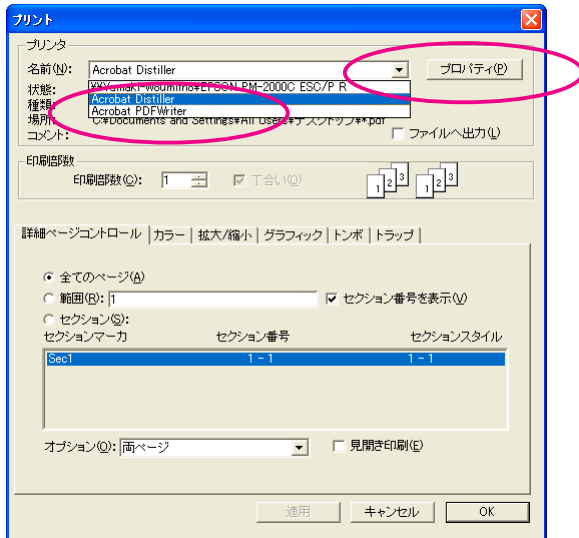 プリント
プリンタ
名前(N): Acrobat Distiller プロパティ(P)
状態: ¥¥Yamaki-w0umin8¥EPSON PM-2000C ESC/P R
種類: Acrobat Distiller
Acrobat PDFWriter
場所: C:¥Documents and Settings¥All Users¥デスクトップ¥*.pdf
コメント: ファイルへ出力(L)
印刷部数
印刷部数(C): 1 丁合い(O) 1 2 3 1 2 3
詳細ページコントロール カラー 拡大/縮小 グラフィック トンボ トラップ
全てのページ(A)
範囲(R): 1 セクション番号を表示(V)
セクション(S):
セクションマーカ セクション番号 セクションスタイル
Sec1 1 - 1 1 - 1
オプション(O): 両ページ 見開き印刷(E)
適用 キャンセル OK